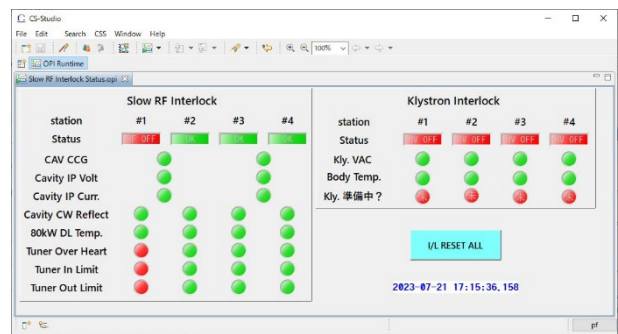 CS-Studio
File Edit Search CSS Window Help
100%
OPI Runtime
Slow RF Interlock Status.opi
Slow RF Interlock
station #1 #2 #3 #4
Status RF OFF OK OK OK
CAV CCG
Cavity IP Volt
Cavity IP Curr.
Cavity CW Reflect
80kW DL Temp.
Tuner Over Heart
Tuner In Limit
Tuner Out Limit
Klystron Interlock
station #1 #2 #3 #4
Status HV OFF HV OFF HV OFF HV OFF
Kly. VAC
Body Temp.
Kly. 準備中？ 未 未 未 未
I/L RESET ALL
2023-07-21 17:15:36.158
pf